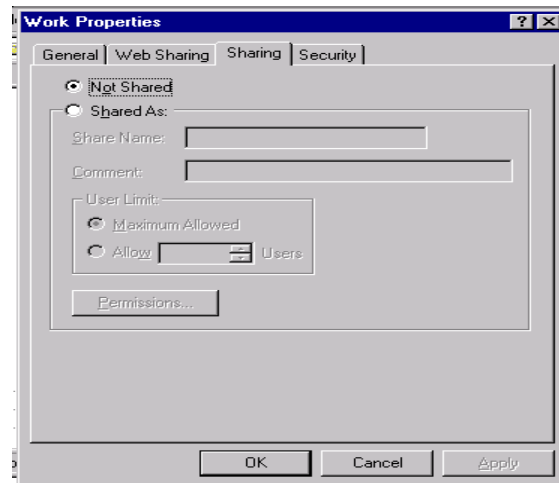 Work Properties
General Web Sharing Sharing Security
Not Shared
Shared As:
Share Name:
Comment:
User Limit:
Maximum Allowed
Allow Users
Permissions...
OK Cancel Apply